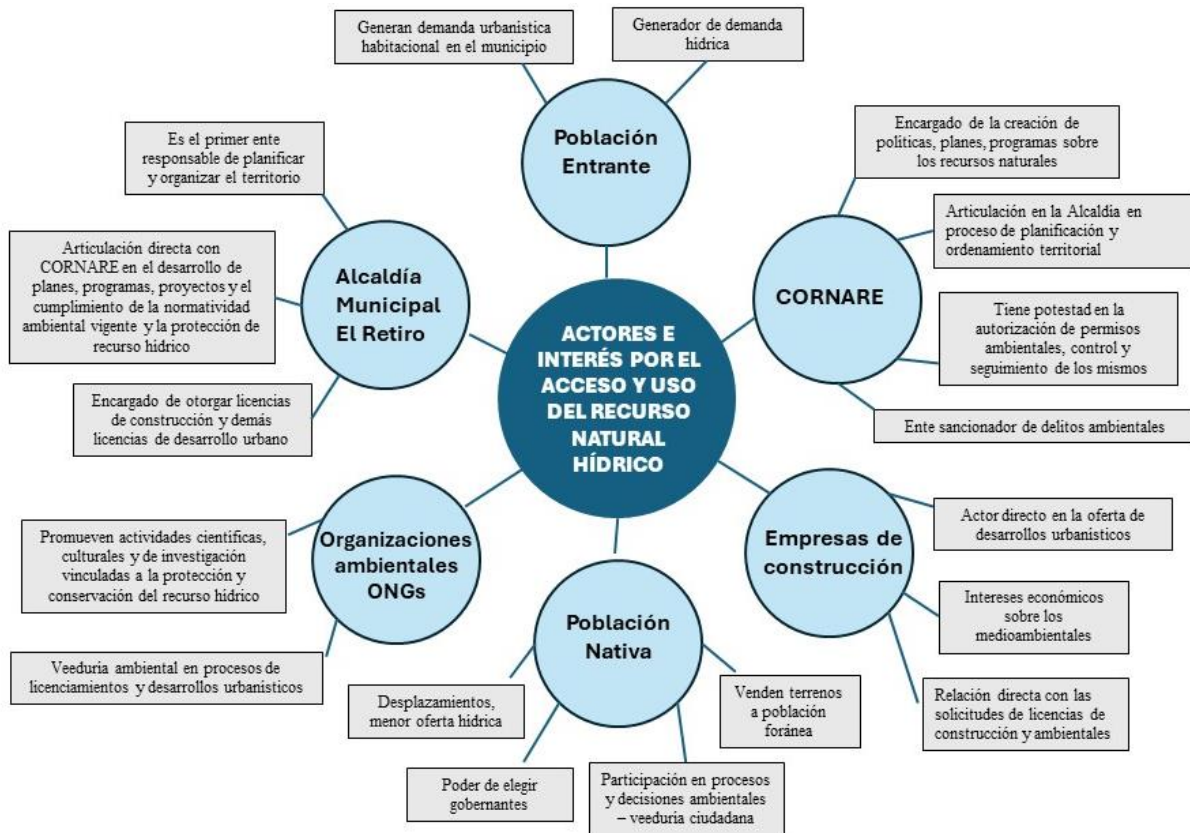 Generan demanda urbanística
habitacional en el municipio
Generador de demanda
hídrica
Población
Entrante
Es el primer ente
responsable de planificar
y organizar el territorio
Articulación directa con
CORNARE en el desarrollo de
planes, programas, proyectos y el
cumplimiento de la normatividad
ambiental vigente y la protección de
recurso hídrico
Encargado de otorgar licencias
de construcción y demás
licencias de desarrollo urbano
Alcaldía
Municipal
El Retiro
Encargado de la creación de
políticas, planes, programas sobre
los recursos naturales
Articulación en la Alcaldía en
proceso de planificación y
ordenamiento territorial
Tiene potestad en la
autorización de permisos
ambientales, control y
seguimiento de los mismos
Ente sancionador de delitos ambientales
CORNARE
ACTORES E
INTERÉS POR EL
ACCESO Y USO
DEL RECURSO
NATURAL
HÍDRICO
Organizaciones
ambientales
ONGs
Promueven actividades científicas,
culturales y de investigación
vinculadas a la protección y
conservación del recurso hídrico
Veeduría ambiental en procesos de
licenciamientos y desarrollos urbanísticos
Población
Nativa
Desplazamientos,
menor oferta hídrica
Poder de elegir
gobernantes
Participación en procesos
y decisiones ambientales
– veeduría ciudadana
Venden terrenos
a población
foránea
Empresas de
construcción
Actor directo en la oferta de
desarrollos urbanísticos
Intereses económicos
sobre los
medioambientales
Relación directa con las
solicitudes de licencias de
construcción y ambientales